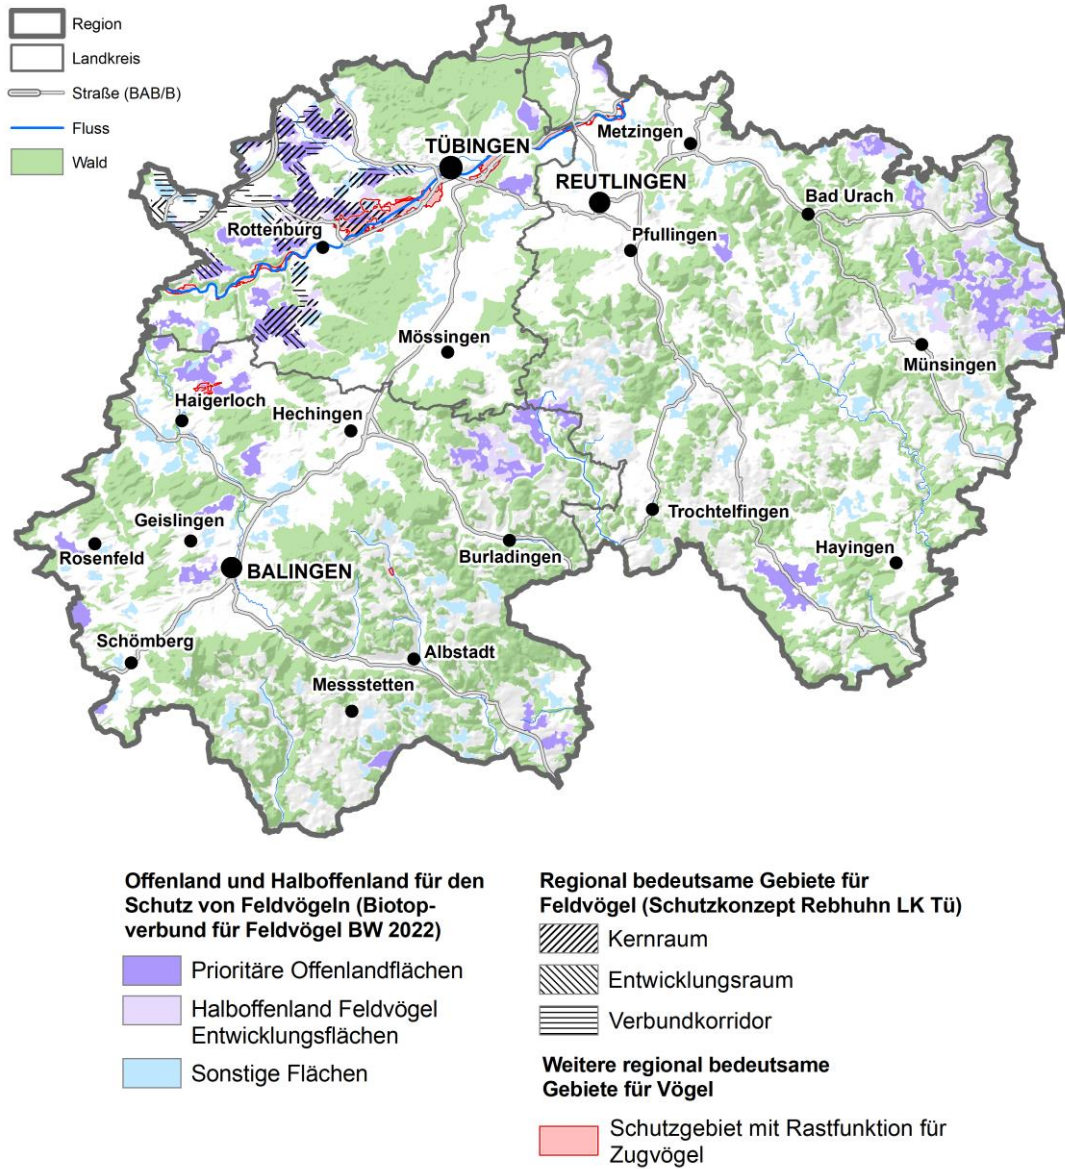 Region
Landkreis
Straße (BAB/B)
Fluss
Wald
TÜBINGEN
Metzingen
REUTLINGEN
Bad Urach
Rottenburg
Pfullingen
Mössingen
Münsingen
Haigerloch
Hechingen
Geislingen
Trochtelfingen
Rosenfeld
Burladingen
Hayingen
BALINGEN
Schömberg
Albstadt
Messstetten
Offenland und Halboffenland für den
Schutz von Feldvögeln (Biotop-
verbund für Feldvögel BW 2022)
Prioritäre Offenlandflächen
Halboffenland Feldvögel
Entwicklungsflächen
Sonstige Flächen
Regional bedeutsame Gebiete für
Feldvögel (Schutzkonzept Rebhuhn LK Tü)
Kernraum
Entwicklungsraum
Verbundkorridor
Weitere regional bedeutsame
Gebiete für Vögel
Schutzgebiet mit Rastfunktion für
Zugvögel